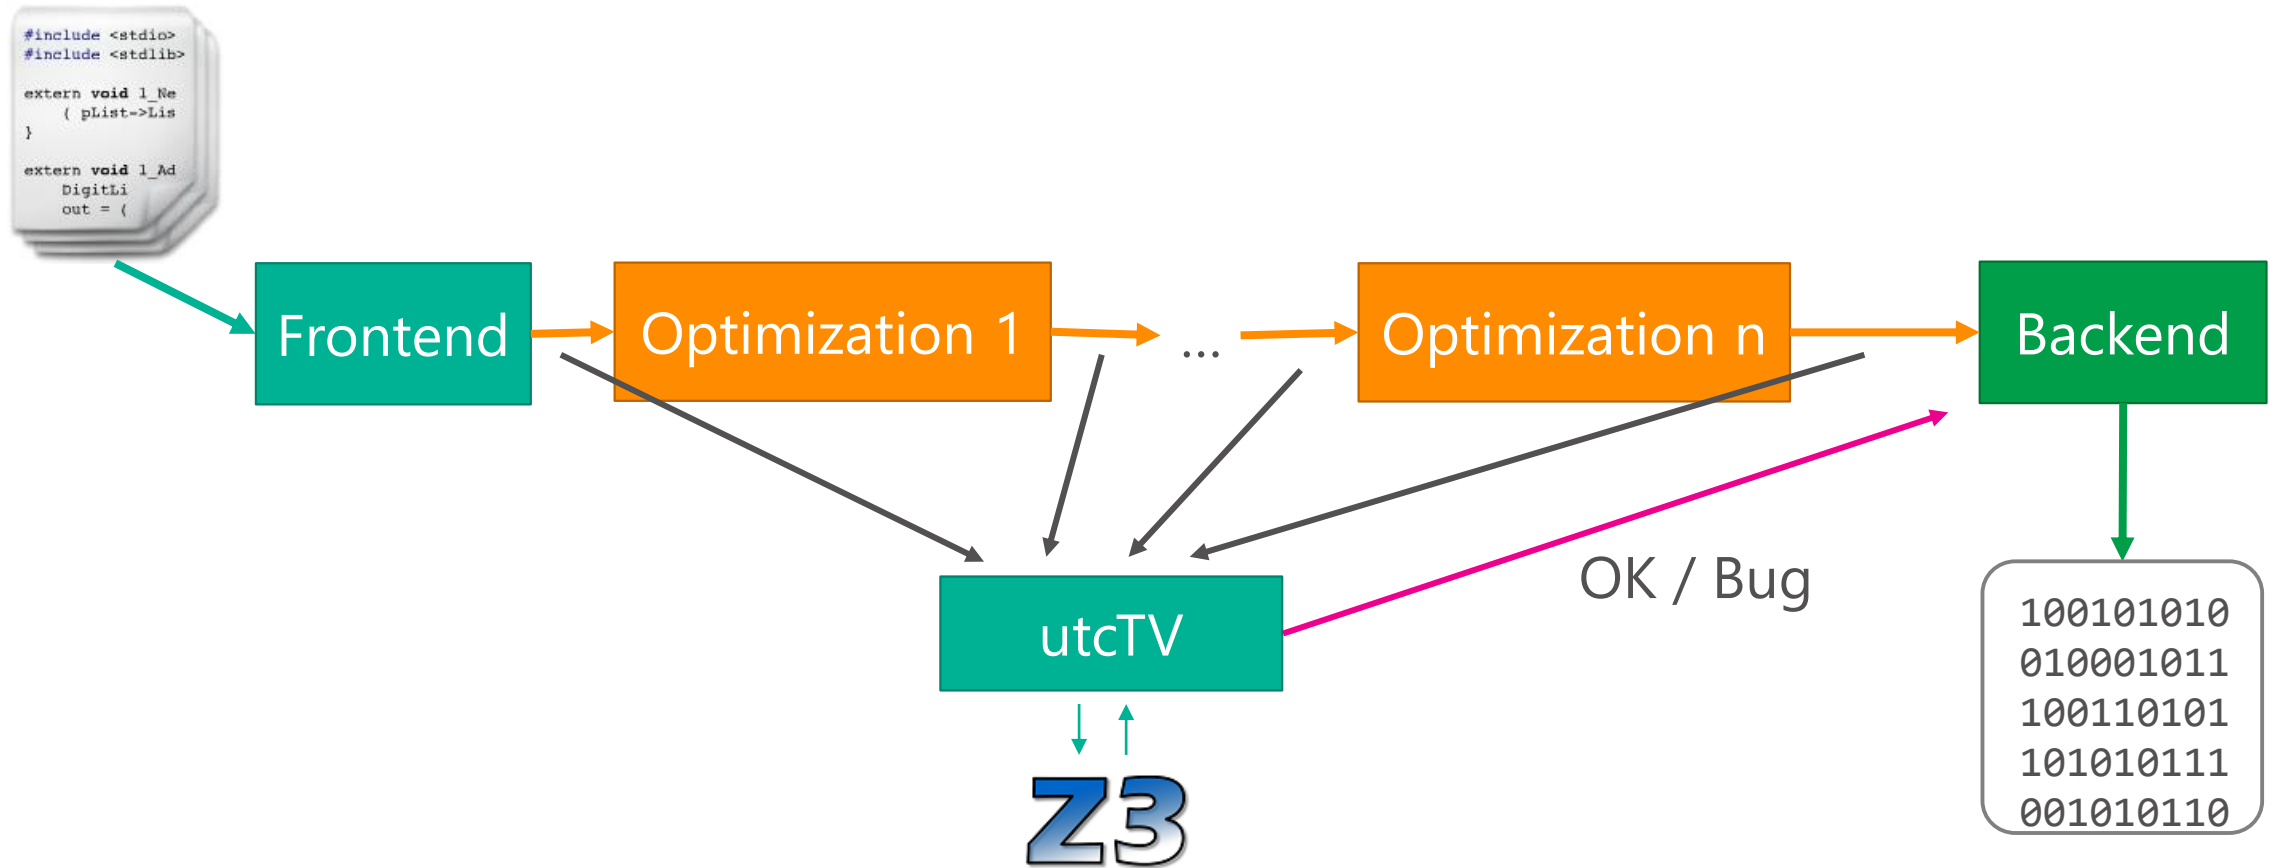 #include <stdio>
#include <stdlib>
extern void l_Ne
( pList->Lis
}
extern void l_Ad
DigitLi
out = (
Frontend
Optimization 1
...
Optimization n
Backend
utcTV
OK / Bug
Z3
100101010
010001011
100110101
101010111
001010110